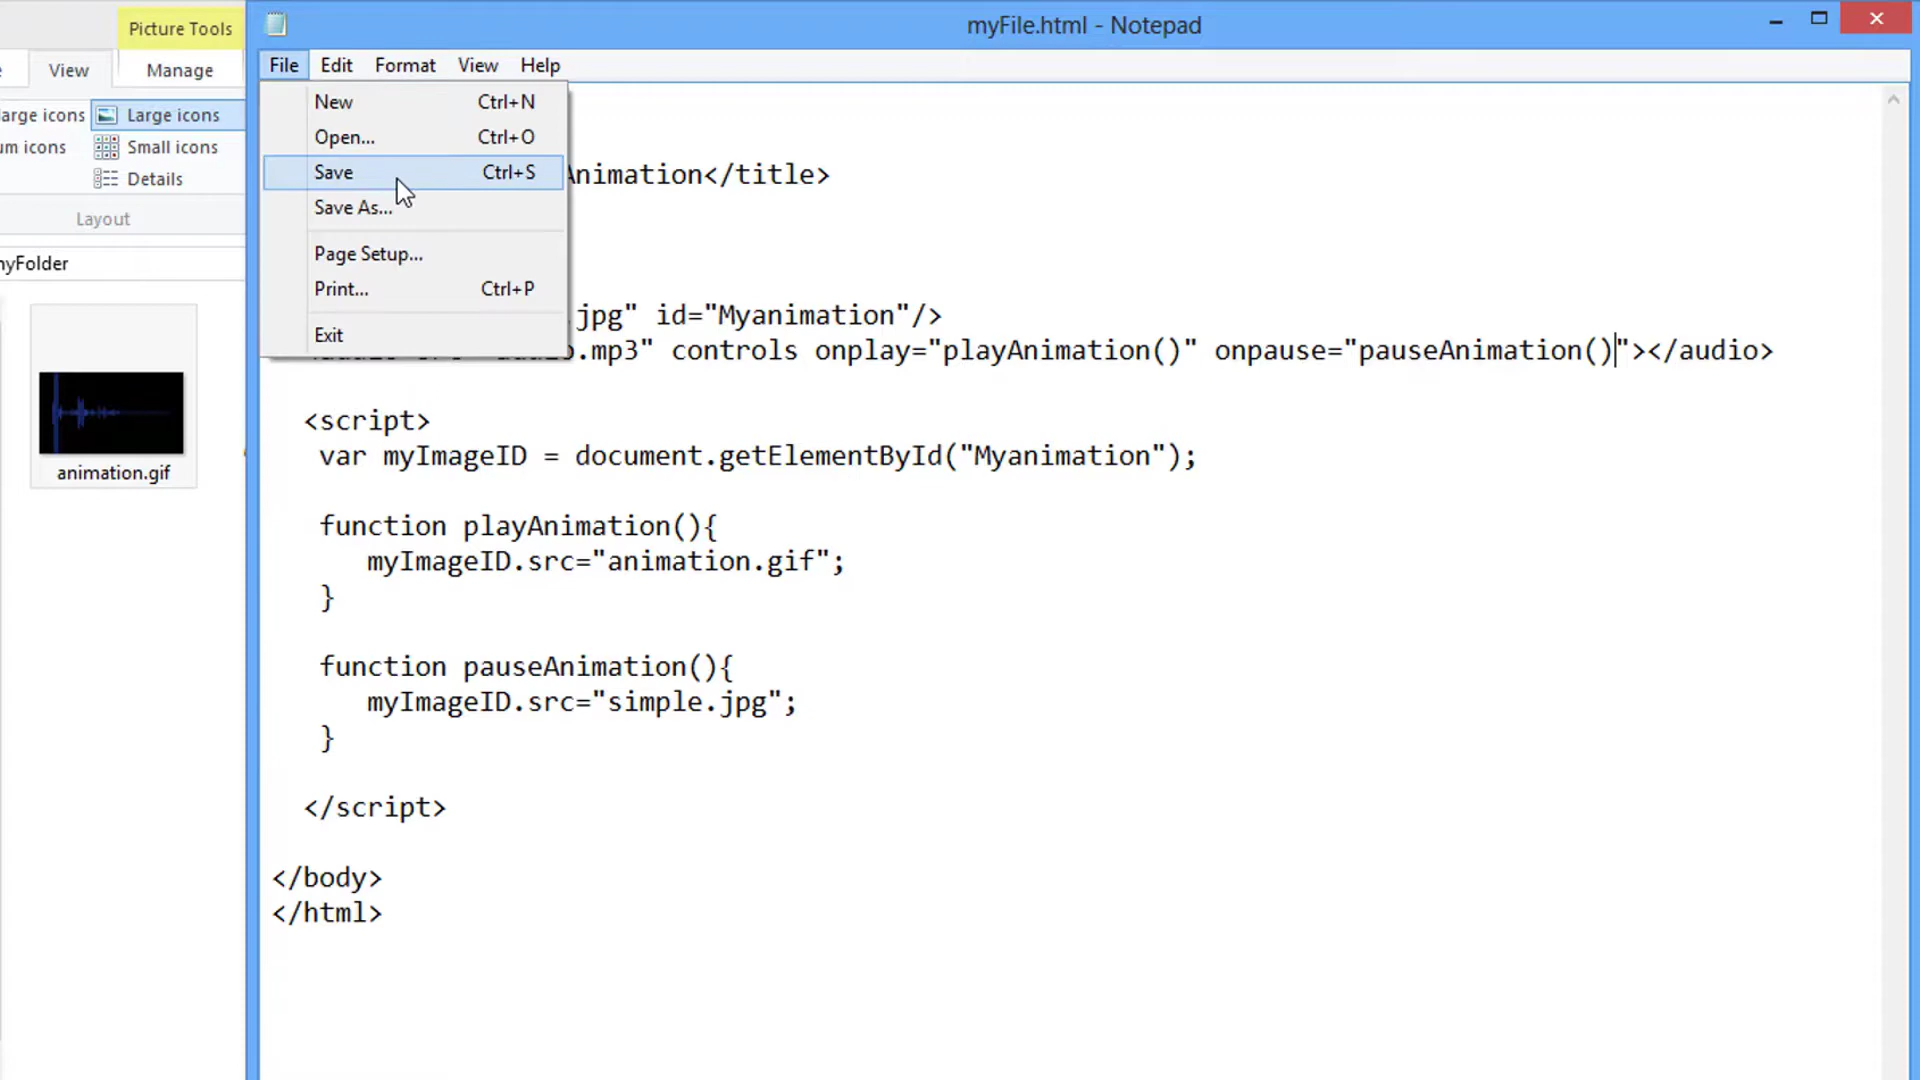 Picture Tools
myFile.html - Notepad
View
Manage
File Edit Format View Help
arge icons
Large icons
um icons
Small icons
Details
Layout
yFolder
animation.gif
New Ctrl+N
Open... Ctrl+O
Save Ctrl+S
Save As...
Page Setup...
Print... Ctrl+P
Exit
Animation</title>
.jpg" id="Myanimation"/>
.mp3" controls onplay="playAnimation()" onpause="pauseAnimation()"></audio>
<script>
var myImageID = document.getElementById("Myanimation");
function playAnimation(){
myImageID.src="animation.gif";
}
function pauseAnimation(){
myImageID.src="simple.jpg";
}
</script>
</body>
</html>